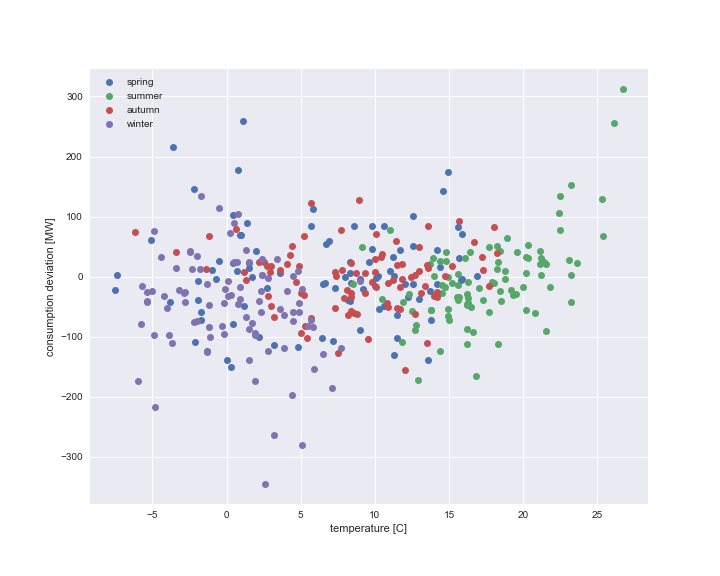 spring
summer
autumn
winter
300
200
100
0
−100
−200
−300
consumption deviation [MW]
−5
0
5
10
15
20
25
temperature [C]